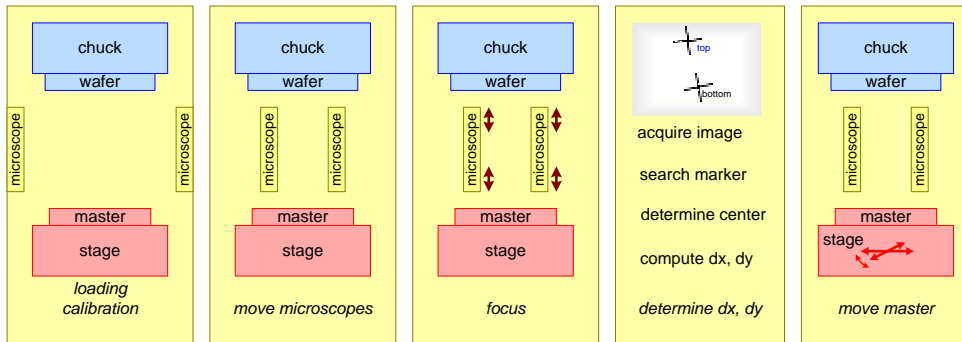 chuck
wafer
microscope
microscope
master
stage
loading
calibration
chuck
wafer
microscope
microscope
master
stage
move microscopes
chuck
wafer
microscope
microscope
master
stage
focus
top
bottom
acquire image
search marker
determine center
compute dx, dy
determine dx, dy
chuck
wafer
microscope
microscope
master
stage
move master